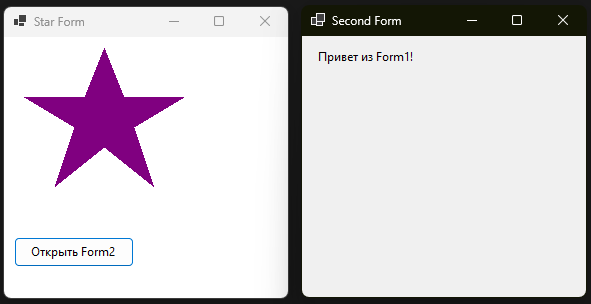 Star Form
Открыть Form2
Second Form
Привет из Form1!